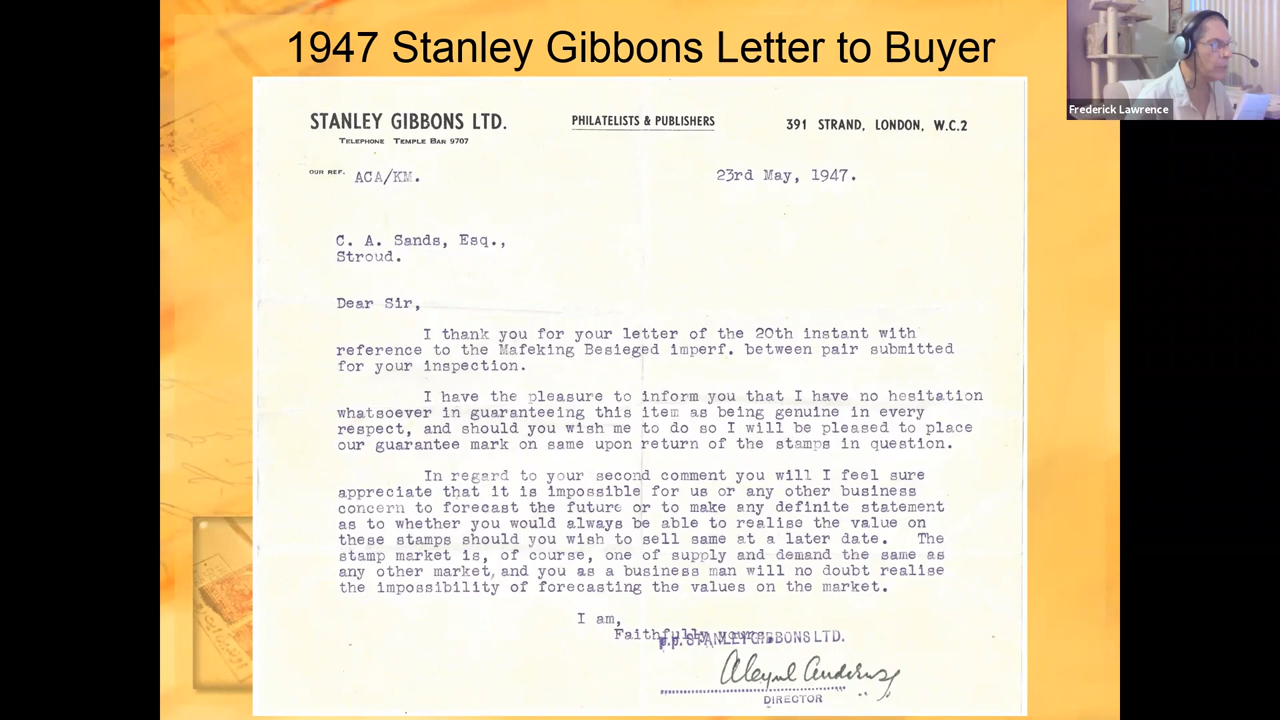 1947 Stanley Gibbons Letter to Buyer
Frederick Lawrence
STANLEY GIBBONS LTD.
TELEPHONE TEMPLE BAR 9707
PHILATELISTS & PUBLISHERS
391 STRAND, LONDON, W.C.2
OUR REF. ACA/KM.
23rd May, 1947.
C. A. Sands, Esq.,
Stroud.
Dear Sir,
I thank you for your letter of the 20th instant with
reference to the Mafeking Besieged imperf. between pair submitted
for your inspection.
I have the pleasure to inform you that I have no hesitation
whatsoever in guaranteeing this item as being genuine in every
respect, and should you wish me to do so I will be pleased to place
our guarantee mark on same upon return of the stamps in question.
In regard to your second comment you will I feel sure
appreciate that it is impossible for us or any other business
concern to forecast the future or to make any definite statement
as to whether you would always be able to realise the value on
these stamps should you wish to sell same at a later date. The
stamp market is, of course, one of supply and demand the same as
any other market, and you as a business man will no doubt realise
the impossibility of forecasting the values on the market.
I am,
Faithfully yours,
p.p. STANLEY GIBBONS LTD.
DIRECTOR